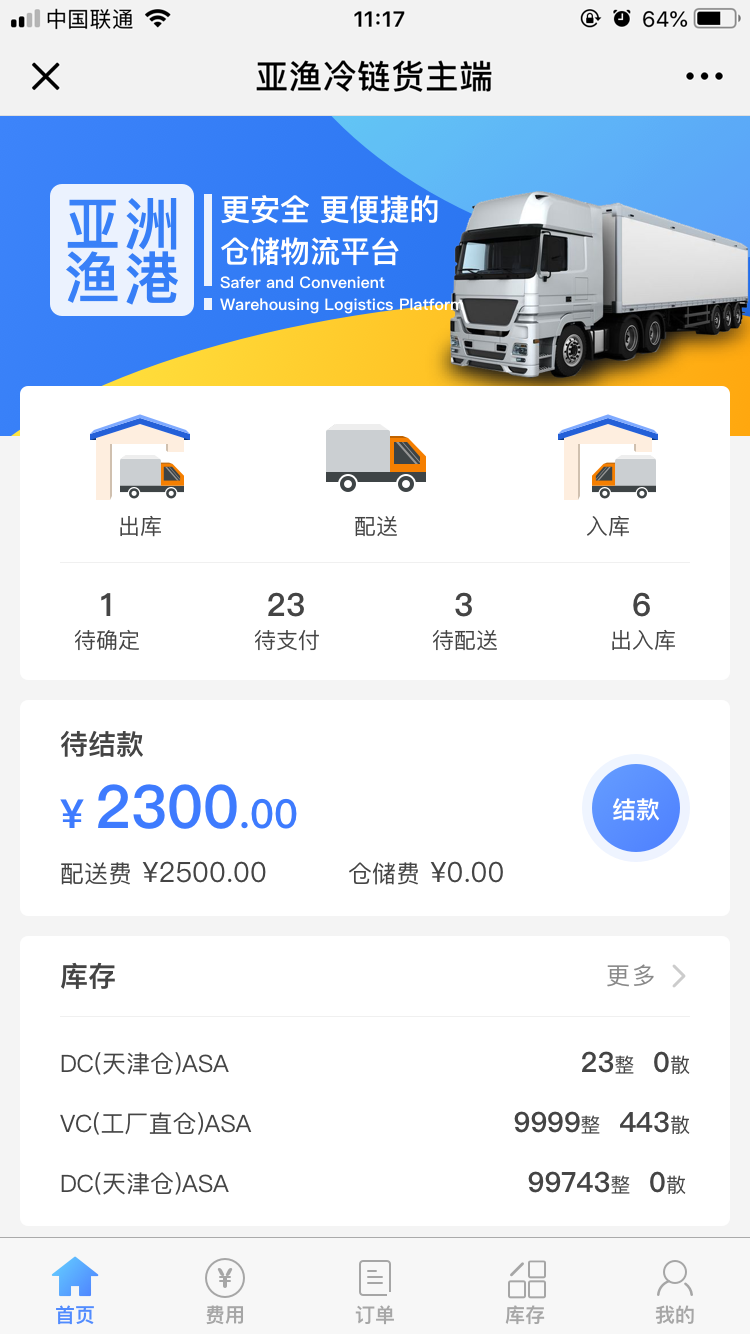 中国联通 11:17 64%
亚渔冷链货主端
亚洲
渔港
更安全 更便捷的
仓储物流平台
Safer and Convenient
Warehousing Logistics Platform
出库 配送 入库
1 23 3 6
待确定 待支付 待配送 出入库
待结款
¥ 2300.00
结款
配送费 ¥2500.00 仓储费 ¥0.00
库存 更多
DC(天津仓)ASA 23整 0散
VC(工厂直仓)ASA 9999整 443散
DC(天津仓)ASA 99743整 0散
¥
首页 费用 订单 库存 我的